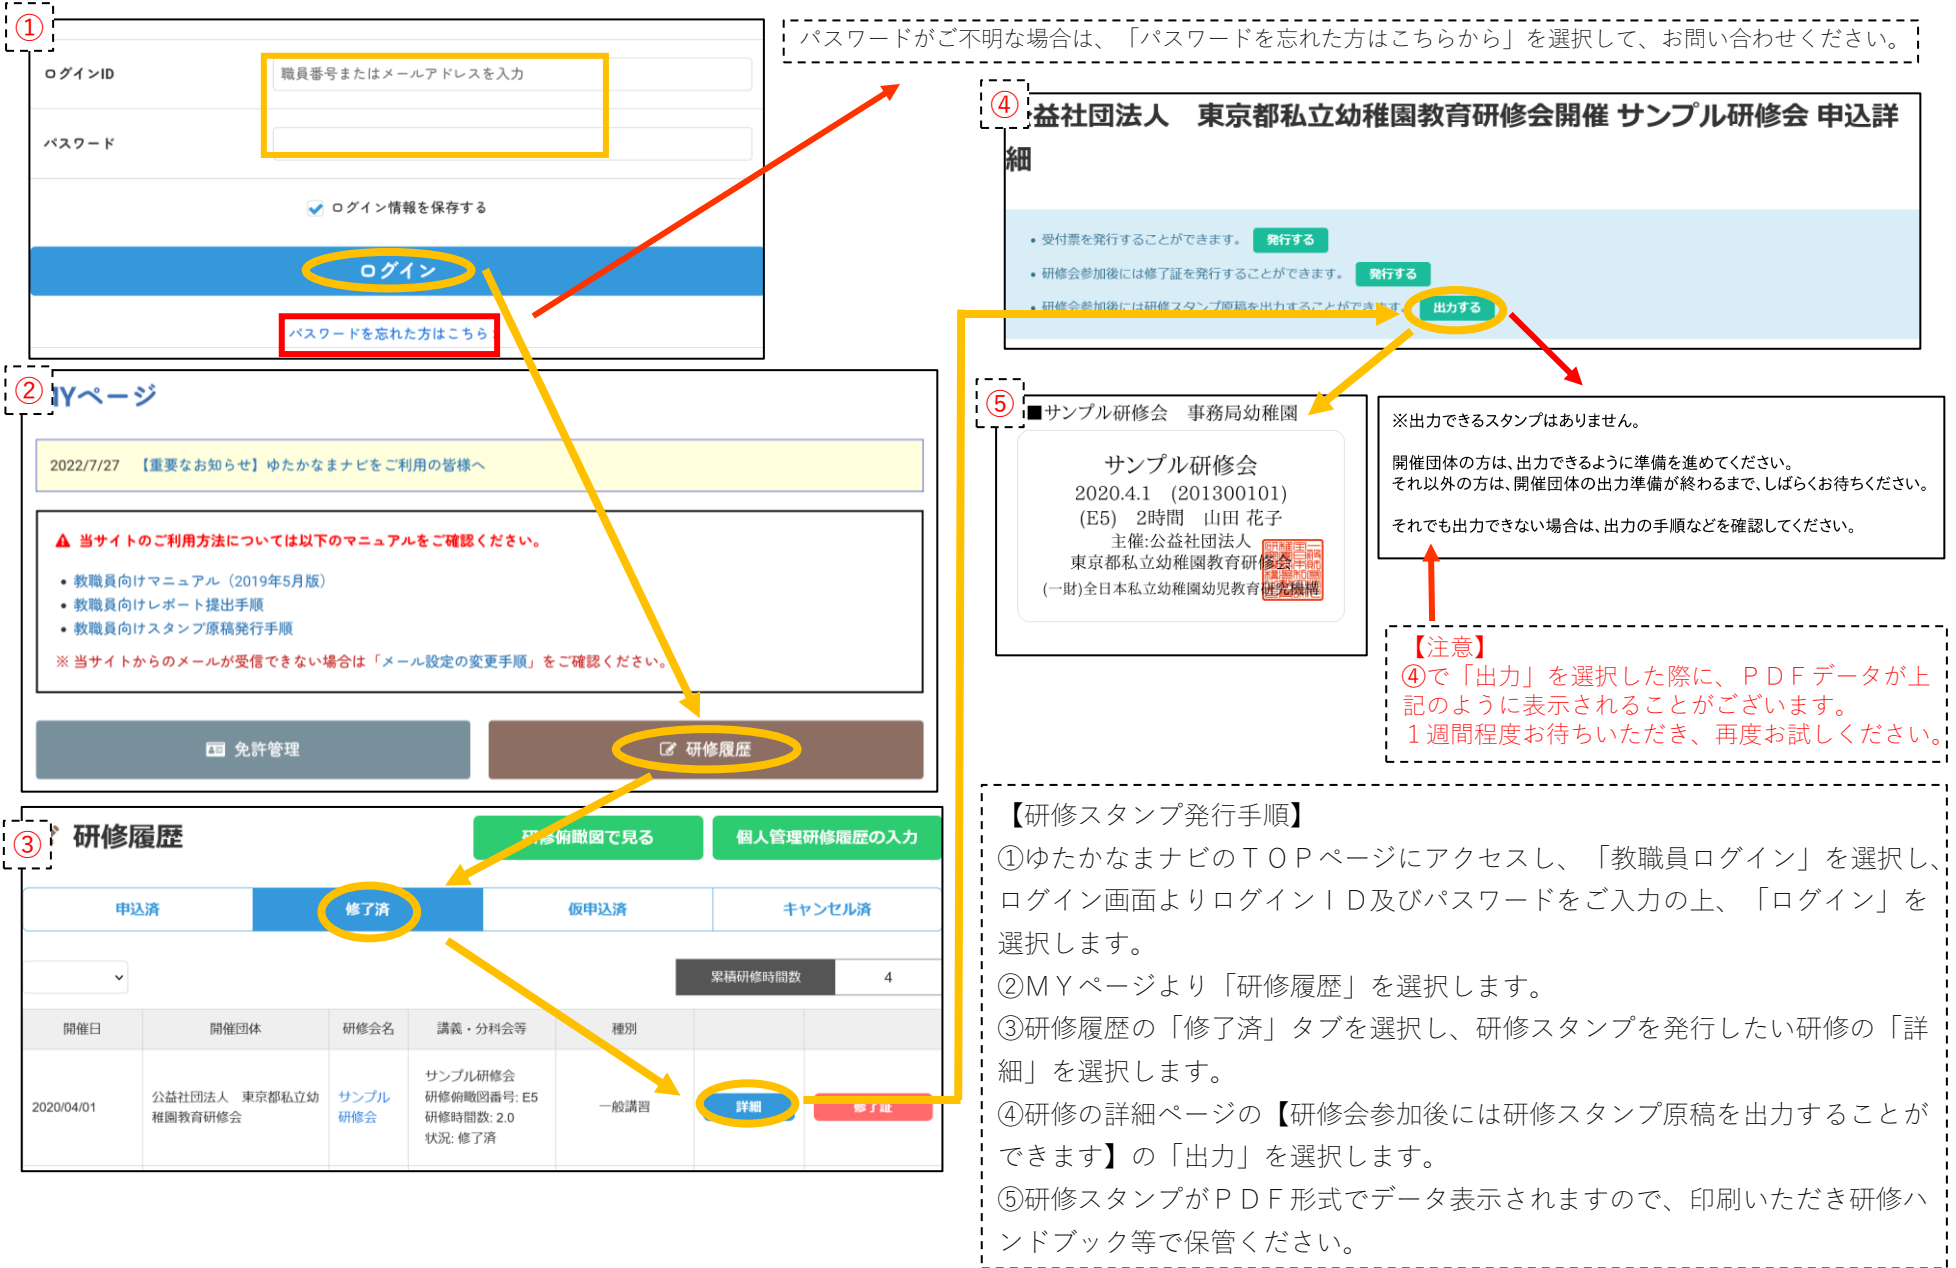 ①
ログインID
職員番号またはメールアドレスを入力
パスワード
ログイン情報を保存する
ログイン
パスワードを忘れた方はこちら
パスワードがご不明な場合は、「パスワードを忘れた方はこちらから」を選択して、お問い合わせください。
②
MYページ
2022/7/27 【重要なお知らせ】ゆたかなまナビをご利用の皆様へ
当サイトのご利用方法については以下のマニュアルをご確認ください。
• 教職員向けマニュアル（2019年5月版）
• 教職員向けレポート提出手順
• 教職員向けスタンプ原稿発行手順
※ 当サイトからのメールが受信できない場合は「メール設定の変更手順」をご確認ください。
免許管理
研修履歴
③
研修履歴
研修俯瞰図で見る
個人管理研修履歴の入力
申込済 修了済 仮申込済 キャンセル済
累積研修時間数 4
開催日 開催団体 研修会名 講義・分科会等 種別
2020/04/01
公益社団法人 東京都私立幼
稚園教育研修会
サンプル
研修会
サンプル研修会
研修俯瞰図番号: E5
研修時間数: 2.0
状況: 修了済
一般講習
詳細
修了証
④
益社団法人 東京都私立幼稚園教育研修会開催 サンプル研修会 申込詳
細
• 受付票を発行することができます。 発行する
• 研修会参加後には修了証を発行することができます。 発行する
• 研修会参加後には研修スタンプ原稿を出力することができます。 出力する
⑤
■サンプル研修会 事務局幼稚園
サンプル研修会
2020.4.1 (201300101)
(E5) 2時間 山田 花子
主催:公益社団法人
東京都私立幼稚園教育研修会
(一財)全日本私立幼稚園幼児教育研究機構
※出力できるスタンプはありません。
開催団体の方は、出力できるように準備を進めてください。
それ以外の方は、開催団体の出力準備が終わるまで、しばらくお待ちください。
それでも出力できない場合は、出力の手順などを確認してください。
【注意】
④で「出力」を選択した際に、ＰＤＦデータが上
記のように表示されることがございます。
１週間程度お待ちいただき、再度お試しください。
【研修スタンプ発行手順】
①ゆたかなまナビのＴＯＰページにアクセスし、「教職員ログイン」を選択し、
ログイン画面よりログインＩＤ及びパスワードをご入力の上、「ログイン」を
選択します。
②ＭＹページより「研修履歴」を選択します。
③研修履歴の「修了済」タブを選択し、研修スタンプを発行したい研修の「詳
細」を選択します。
④研修の詳細ページの【研修会参加後には研修スタンプ原稿を出力することが
できます】の「出力」を選択します。
⑤研修スタンプがＰＤＦ形式でデータ表示されますので、印刷いただき研修ハ
ンドブック等で保管ください。